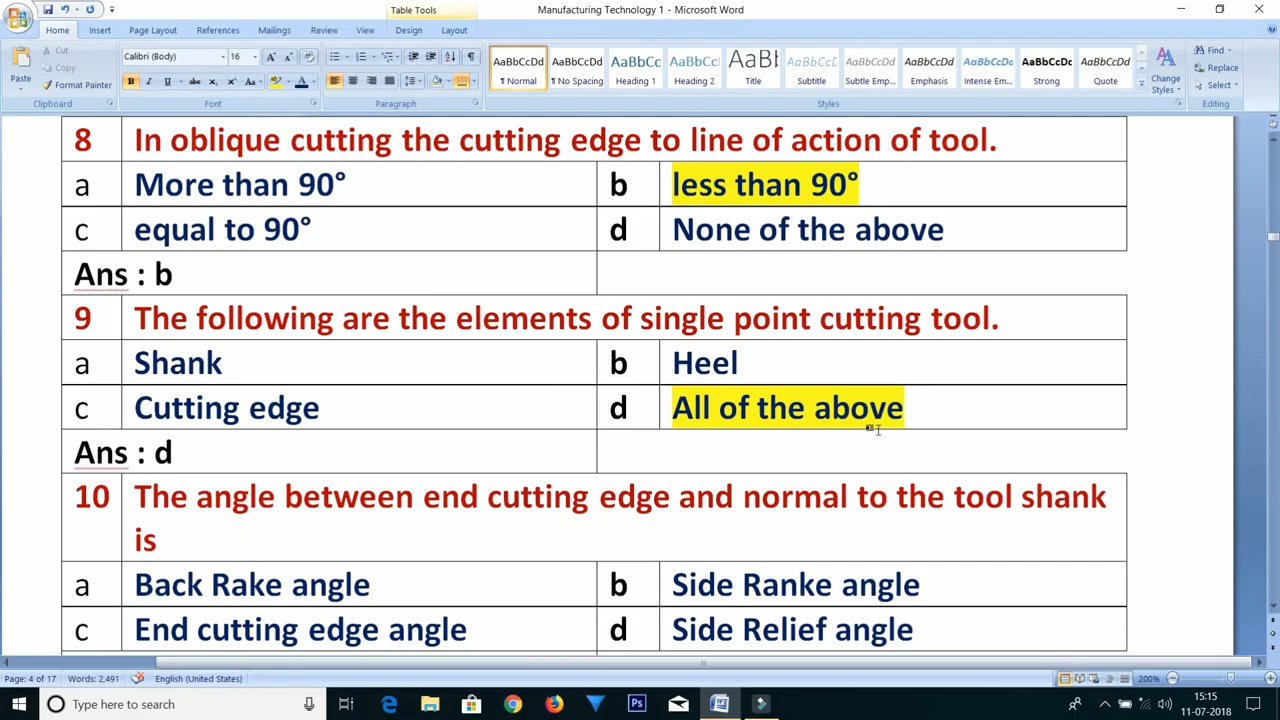 Table Tools
Manufacturing Technology 1 - Microsoft Word
Home Insert Page Layout References Mailings Review View Design Layout
Paste
Cut
Copy
Format Painter
Clipboard
Calibri (Body) 16
Font
Paragraph
AaBbCcDd AaBbCcDd AaBbCc AaBbCc AaBb AaBbCcDd AaBbCcDd AaBbCcDd AaBbCcDd AaBbCcDd AaBbCcDd
¶ Normal ¶ No Spacing Heading 1 Heading 2 Title Subtitle Subtle Emp... Emphasis Intense Em... Strong Quote
Styles
Change
Styles
Find
Replace
Select
Editing
8 In oblique cutting the cutting edge to line of action of tool.
a More than 90° b less than 90°
c equal to 90° d None of the above
Ans : b
9 The following are the elements of single point cutting tool.
a Shank b Heel
c Cutting edge d All of the above
Ans : d
10 The angle between end cutting edge and normal to the tool shank
is
a Back Rake angle b Side Ranke angle
c End cutting edge angle d Side Relief angle
Page: 4 of 17 Words: 2,491 English (United States) 200%
Type here to search
15:15
11-07-2018